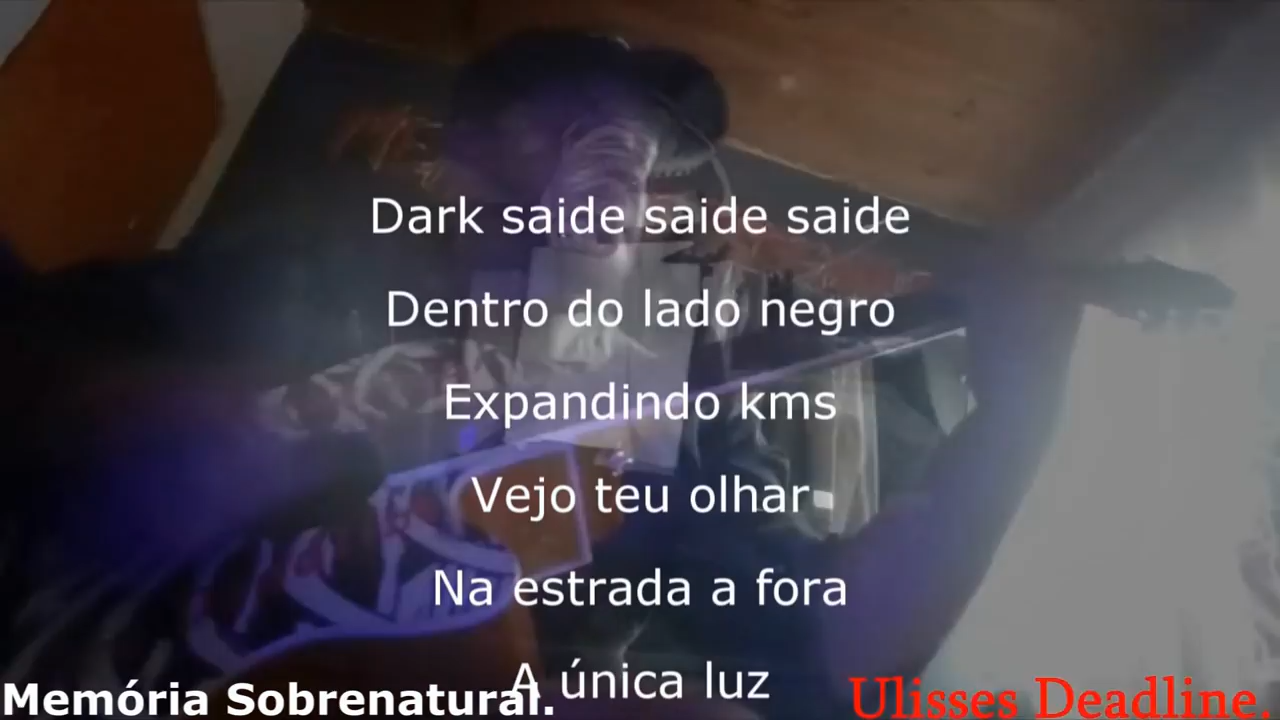 Dark saide saide saide
Dentro do lado negro
Expandindo kms
Vejo teu olhar
Na estrada a fora
A única luz
Memória Sobrenatural.
Ulisses Deadline.